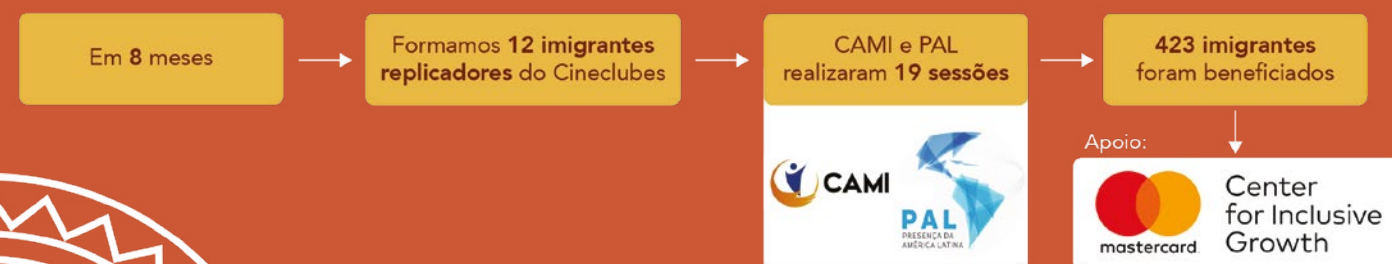 Em 8 meses
Formamos 12 imigrantes
replicadores do Cineclubes
CAMI e PAL
realizaram 19 sessões
423 imigrantes
foram beneficiados
CAMI
PAL
PRESENÇA DA
AMÉRICA LATINA
Apoio:
mastercard.
Center
for Inclusive
Growth